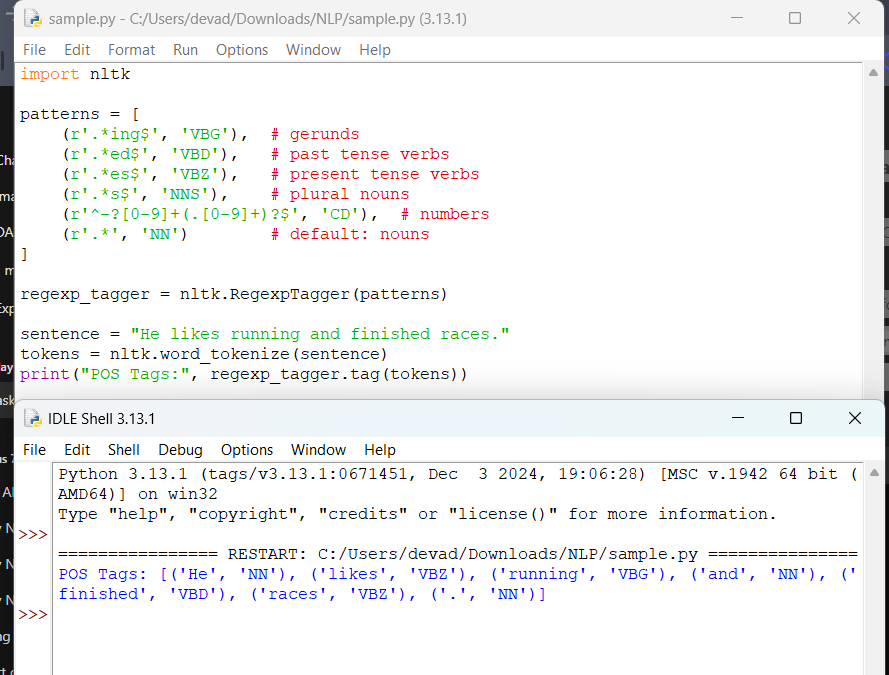 sample.py - C:/Users/devad/Downloads/NLP/sample.py (3.13.1)
File Edit Format Run Options Window Help
import nltk

patterns = [
    (r'.*ing$', 'VBG'),  # gerunds
    (r'.*ed$', 'VBD'),   # past tense verbs
    (r'.*es$', 'VBZ'),   # present tense verbs
    (r'.*s$', 'NNS'),    # plural nouns
    (r'^-?[0-9]+(.[0-9]+)?$', 'CD'),  # numbers
    (r'.*', 'NN')        # default: nouns
]

regexp_tagger = nltk.RegexpTagger(patterns)

sentence = "He likes running and finished races."
tokens = nltk.word_tokenize(sentence)
print("POS Tags:", regexp_tagger.tag(tokens))
IDLE Shell 3.13.1
File Edit Shell Debug Options Window Help
Python 3.13.1 (tags/v3.13.1:0671451, Dec  3 2024, 19:06:28) [MSC v.1942 64 bit (
AMD64)] on win32
Type "help", "copyright", "credits" or "license()" for more information.
>>>
================ RESTART: C:/Users/devad/Downloads/NLP/sample.py ===============
POS Tags: [('He', 'NN'), ('likes', 'VBZ'), ('running', 'VBG'), ('and', 'NN'), ('
finished', 'VBD'), ('races', 'VBZ'), ('.', 'NN')]
>>>